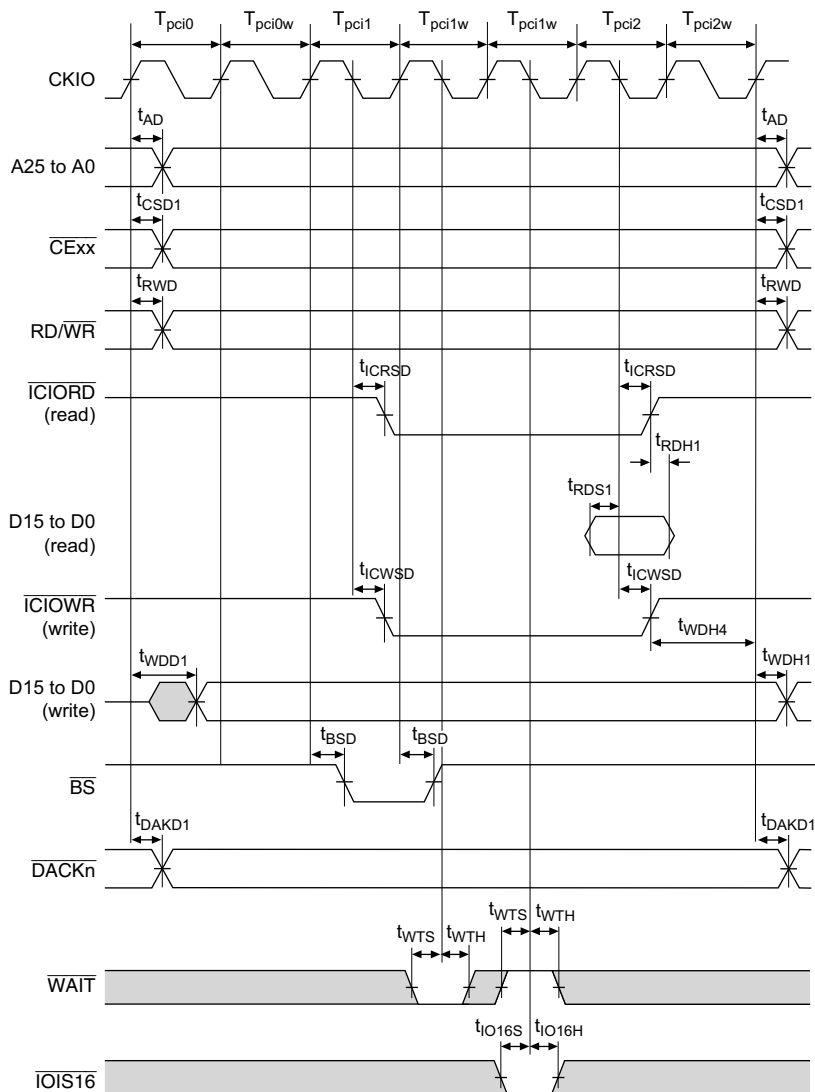 Tpci0 Tpci0w Tpci1 Tpci1w Tpci1w Tpci2 Tpci2w
CKIO
tAD tAD
A25 to A0
tCSD1 tCSD1
CExx
tRWD tRWD
RD/WR
tICRSD tICRSD
ICIORD
(read)
tRDH1
tRDS1
D15 to D0
(read)
tICWSD tICWSD
ICIOWR
(write)
tWDH4
tWDD1 tWDH1
D15 to D0
(write)
tBSD tBSD
BS
tDAKD1 tDAKD1
DACKn
tWTS tWTH tWTS tWTH
WAIT
tIO16S tIO16H
IOIS16